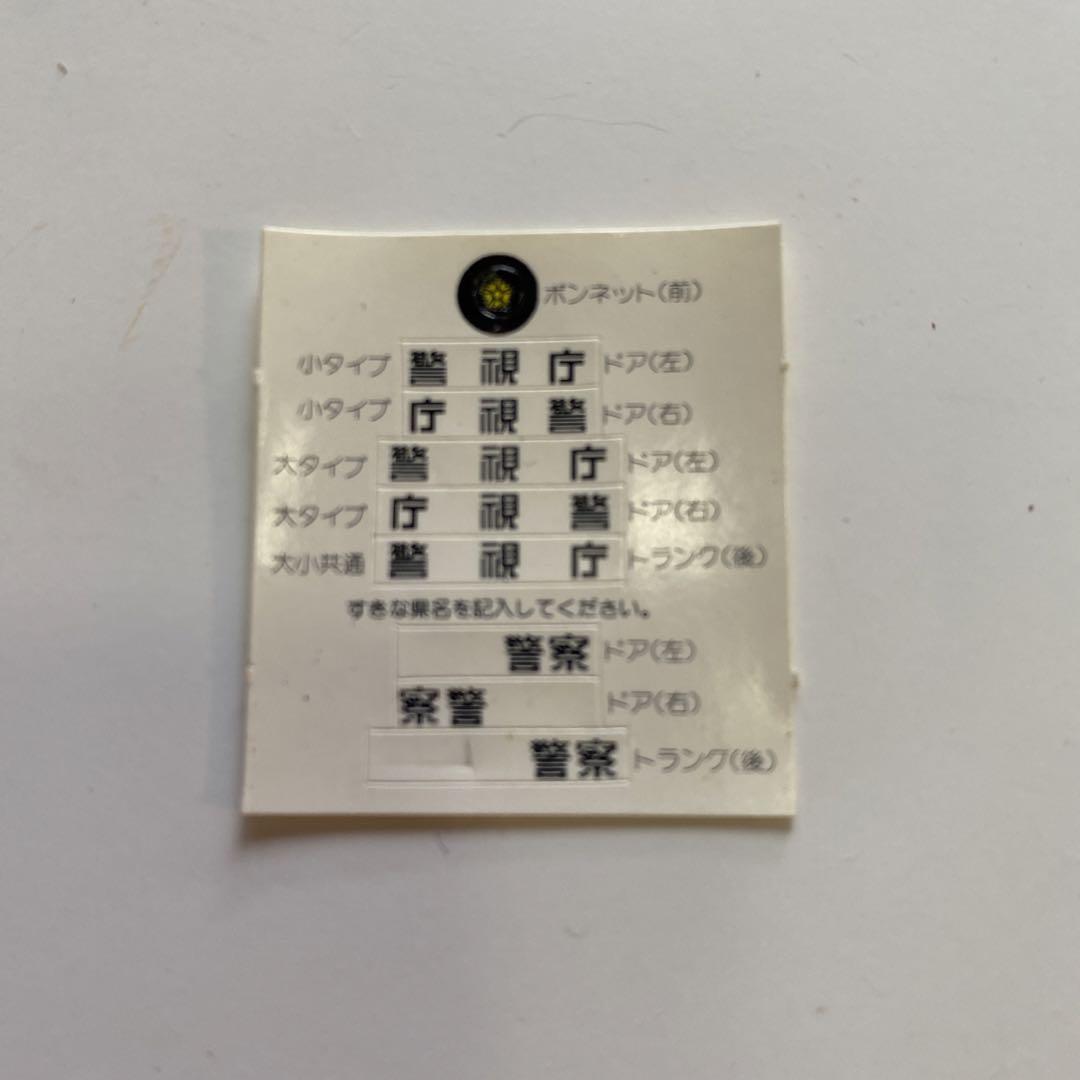 ボンネット(前)
小タイプ 警 視 庁 ドア(左)
小タイプ 庁 視 警 ドア(右)
大タイプ 警 視 庁 ドア(左)
大タイプ 庁 視 警 ドア(右)
大小共通 警 視 庁 トランク(後)
すきな県名を記入してください。
警察 ドア(左)
察警 ドア(右)
警察 トランク(後)